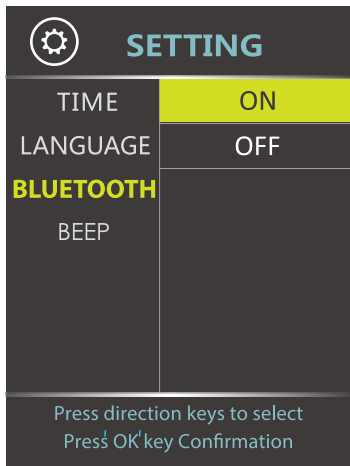 SETTING
TIME
LANGUAGE
BLUETOOTH
BEEP
ON
OFF
Press direction keys to select
Press 'OK' key Confirmation